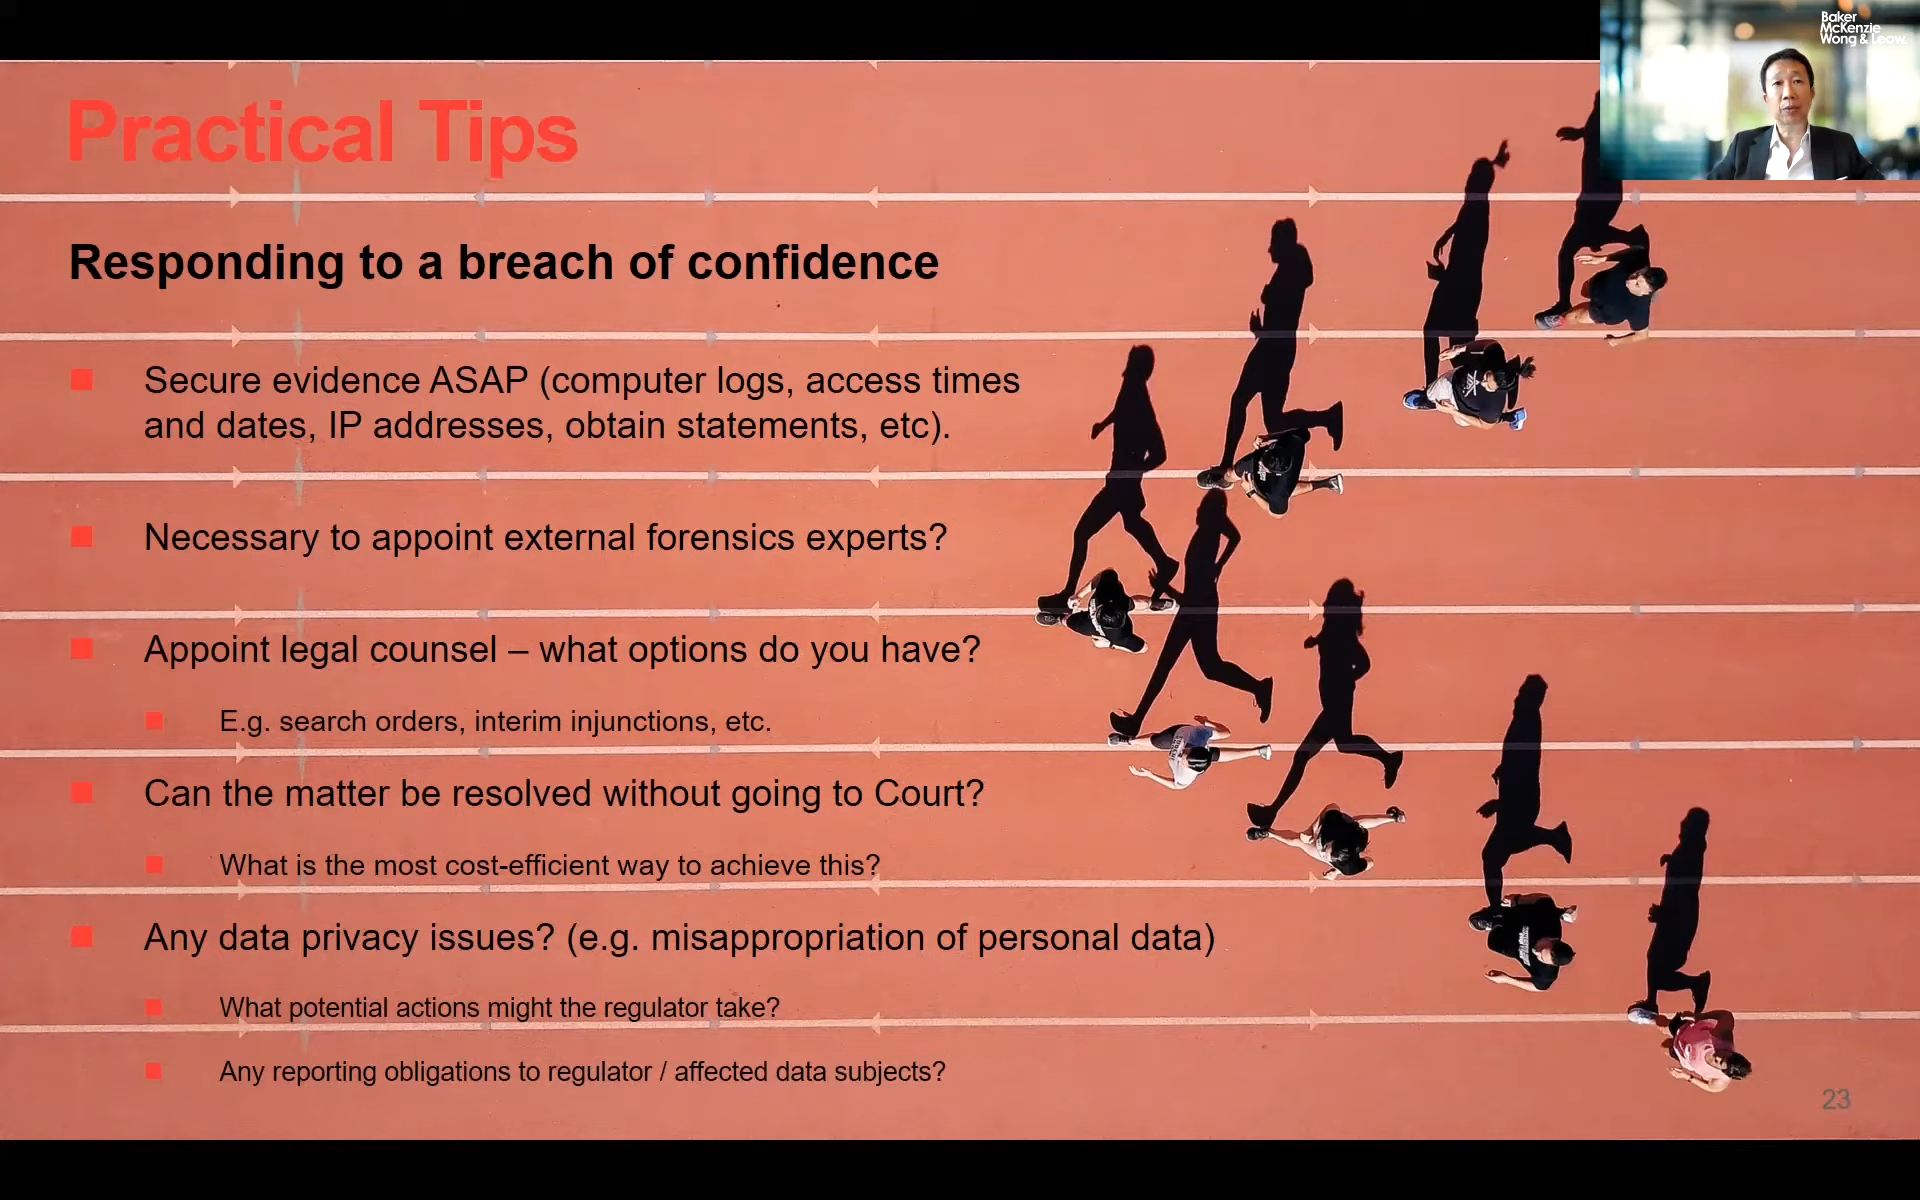 Baker
McKenzie
Wong & Leow
Practical Tips
Responding to a breach of confidence
Secure evidence ASAP (computer logs, access times
and dates, IP addresses, obtain statements, etc).
Necessary to appoint external forensics experts?
Appoint legal counsel – what options do you have?
E.g. search orders, interim injunctions, etc.
Can the matter be resolved without going to Court?
What is the most cost-efficient way to achieve this?
Any data privacy issues? (e.g. misappropriation of personal data)
What potential actions might the regulator take?
Any reporting obligations to regulator / affected data subjects?
23